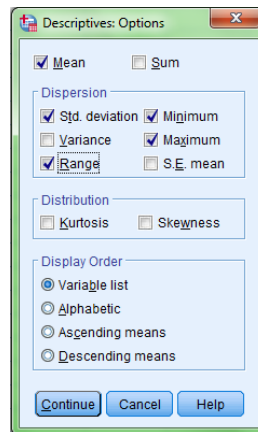 Descriptives: Options
Mean Sum
Dispersion
Std. deviation Minimum
Variance Maximum
Range S.E. mean
Distribution
Kurtosis Skewness
Display Order
Variable list
Alphabetic
Ascending means
Descending means
Continue Cancel Help